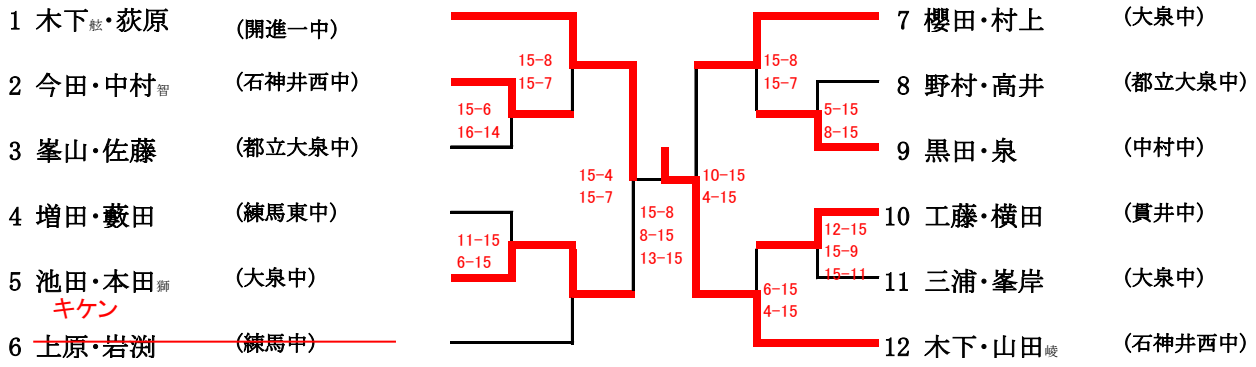 1 木下舷・荻原 (開進一中)
2 今田・中村智 (石神井西中)
3 峯山・佐藤 (都立大泉中)
4 増田・藪田 (練馬東中)
5 池田・本田獅 (大泉中)
キケン
6 上原・岩渕 (練馬中)
15-8
15-7
15-6
16-14
11-15
6-15
15-4
15-7
15-8
8-15
13-15
10-15
4-15
15-8
15-7
5-15
8-15
12-15
15-9
15-11
6-15
4-15
7 櫻田・村上 (大泉中)
8 野村・高井 (都立大泉中)
9 黒田・泉 (中村中)
10 工藤・横田 (貫井中)
11 三浦・峯岸 (大泉中)
12 木下・山田崚 (石神井西中)